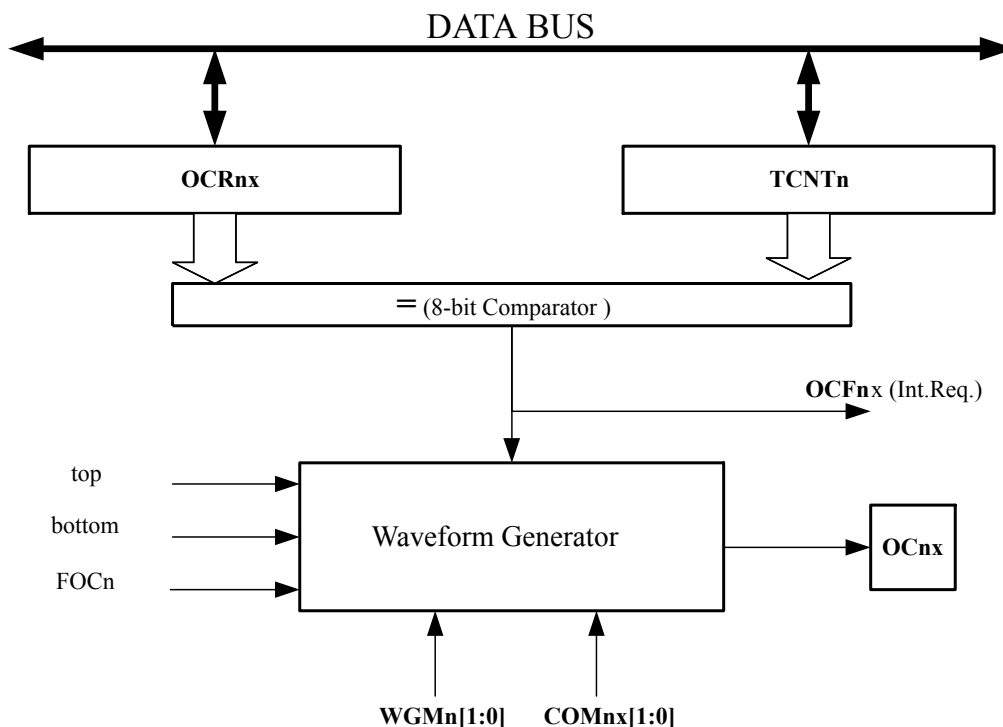 DATA BUS
OCRnx
TCNTn
= (8-bit Comparator )
OCFnx (Int.Req.)
top
bottom
FOCn
Waveform Generator
OCnx
WGMn[1:0]
COMnx[1:0]